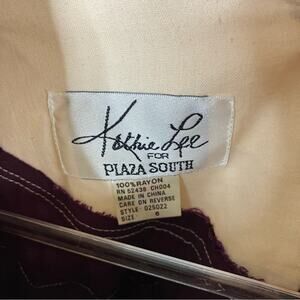 Kathie Lee
FOR
PLAZA SOUTH
100% RAYON
RN 52438 CH004
MADE IN CHINA
CARE ON REVERSE
STYLE: 025022
SIZE 6